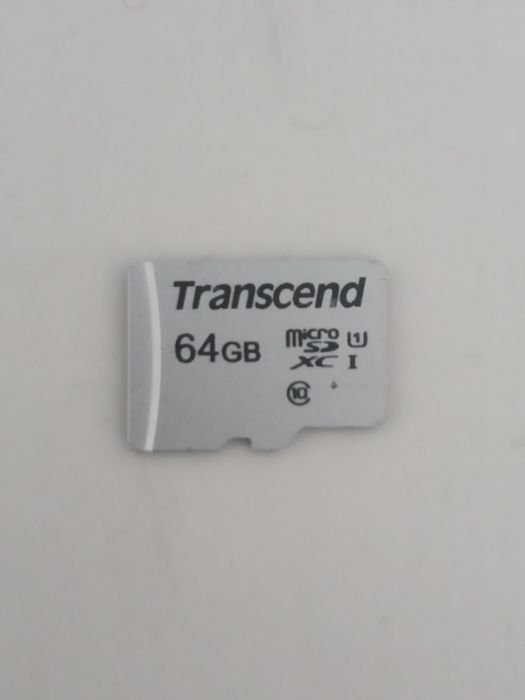 Transcend
64GB
micro SD XC I U1
10